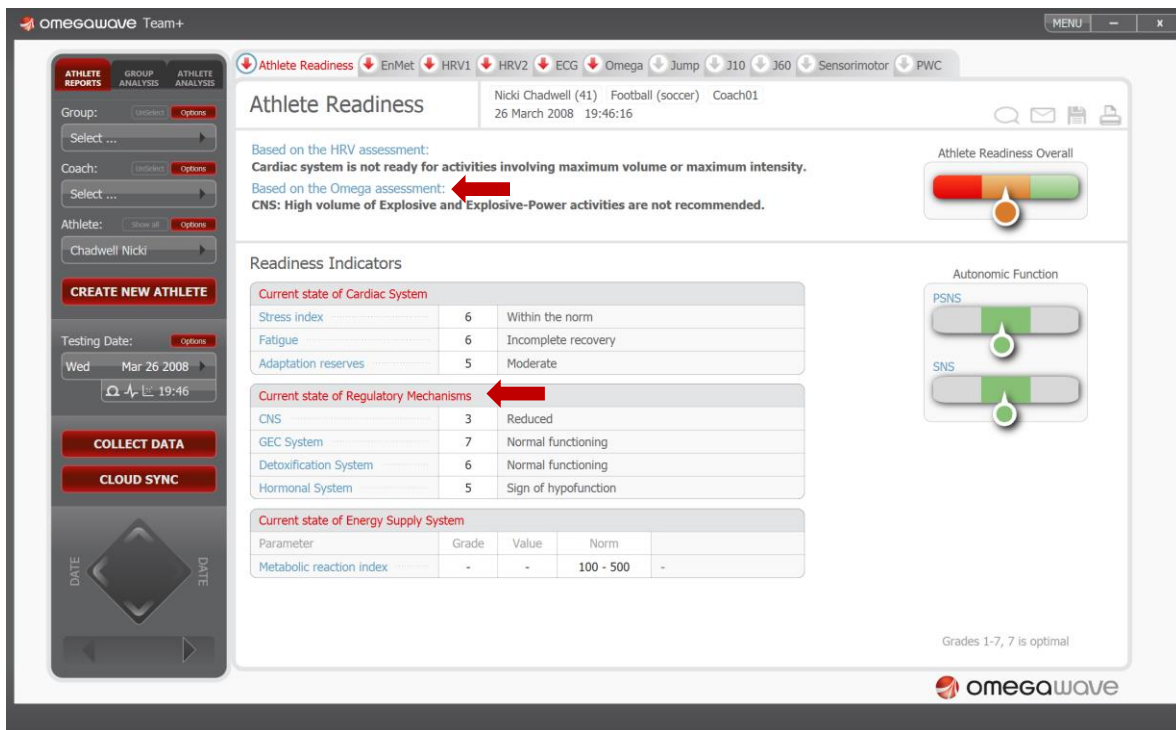 omegawave Team+
MENU – x
ATHLETE REPORTS
GROUP ANALYSIS
ATHLETE ANALYSIS
Group: UnSelect Options
Select ...
Coach: UnSelect Options
Select ...
Athlete: Show all Options
Chadwell Nicki
CREATE NEW ATHLETE
Testing Date: Options
Wed Mar 26 2008
Ω 19:46
COLLECT DATA
CLOUD SYNC
DATE
DATE
Athlete Readiness EnMet HRV1 HRV2 ECG Omega Jump J10 J60 Sensorimotor PWC
Athlete Readiness
Nicki Chadwell (41) Football (soccer) Coach01
26 March 2008 19:46:16
Based on the HRV assessment:
Cardiac system is not ready for activities involving maximum volume or maximum intensity.
Based on the Omega assessment:
CNS: High volume of Explosive and Explosive-Power activities are not recommended.
Athlete Readiness Overall
Readiness Indicators
Current state of Cardiac System
Stress index 6 Within the norm
Fatigue 6 Incomplete recovery
Adaptation reserves 5 Moderate
Current state of Regulatory Mechanisms
CNS 3 Reduced
GEC System 7 Normal functioning
Detoxification System 6 Normal functioning
Hormonal System 5 Sign of hypofunction
Current state of Energy Supply System
Parameter Grade Value Norm
Metabolic reaction index - - 100 - 500 -
Autonomic Function
PSNS
SNS
Grades 1-7, 7 is optimal
omegawave